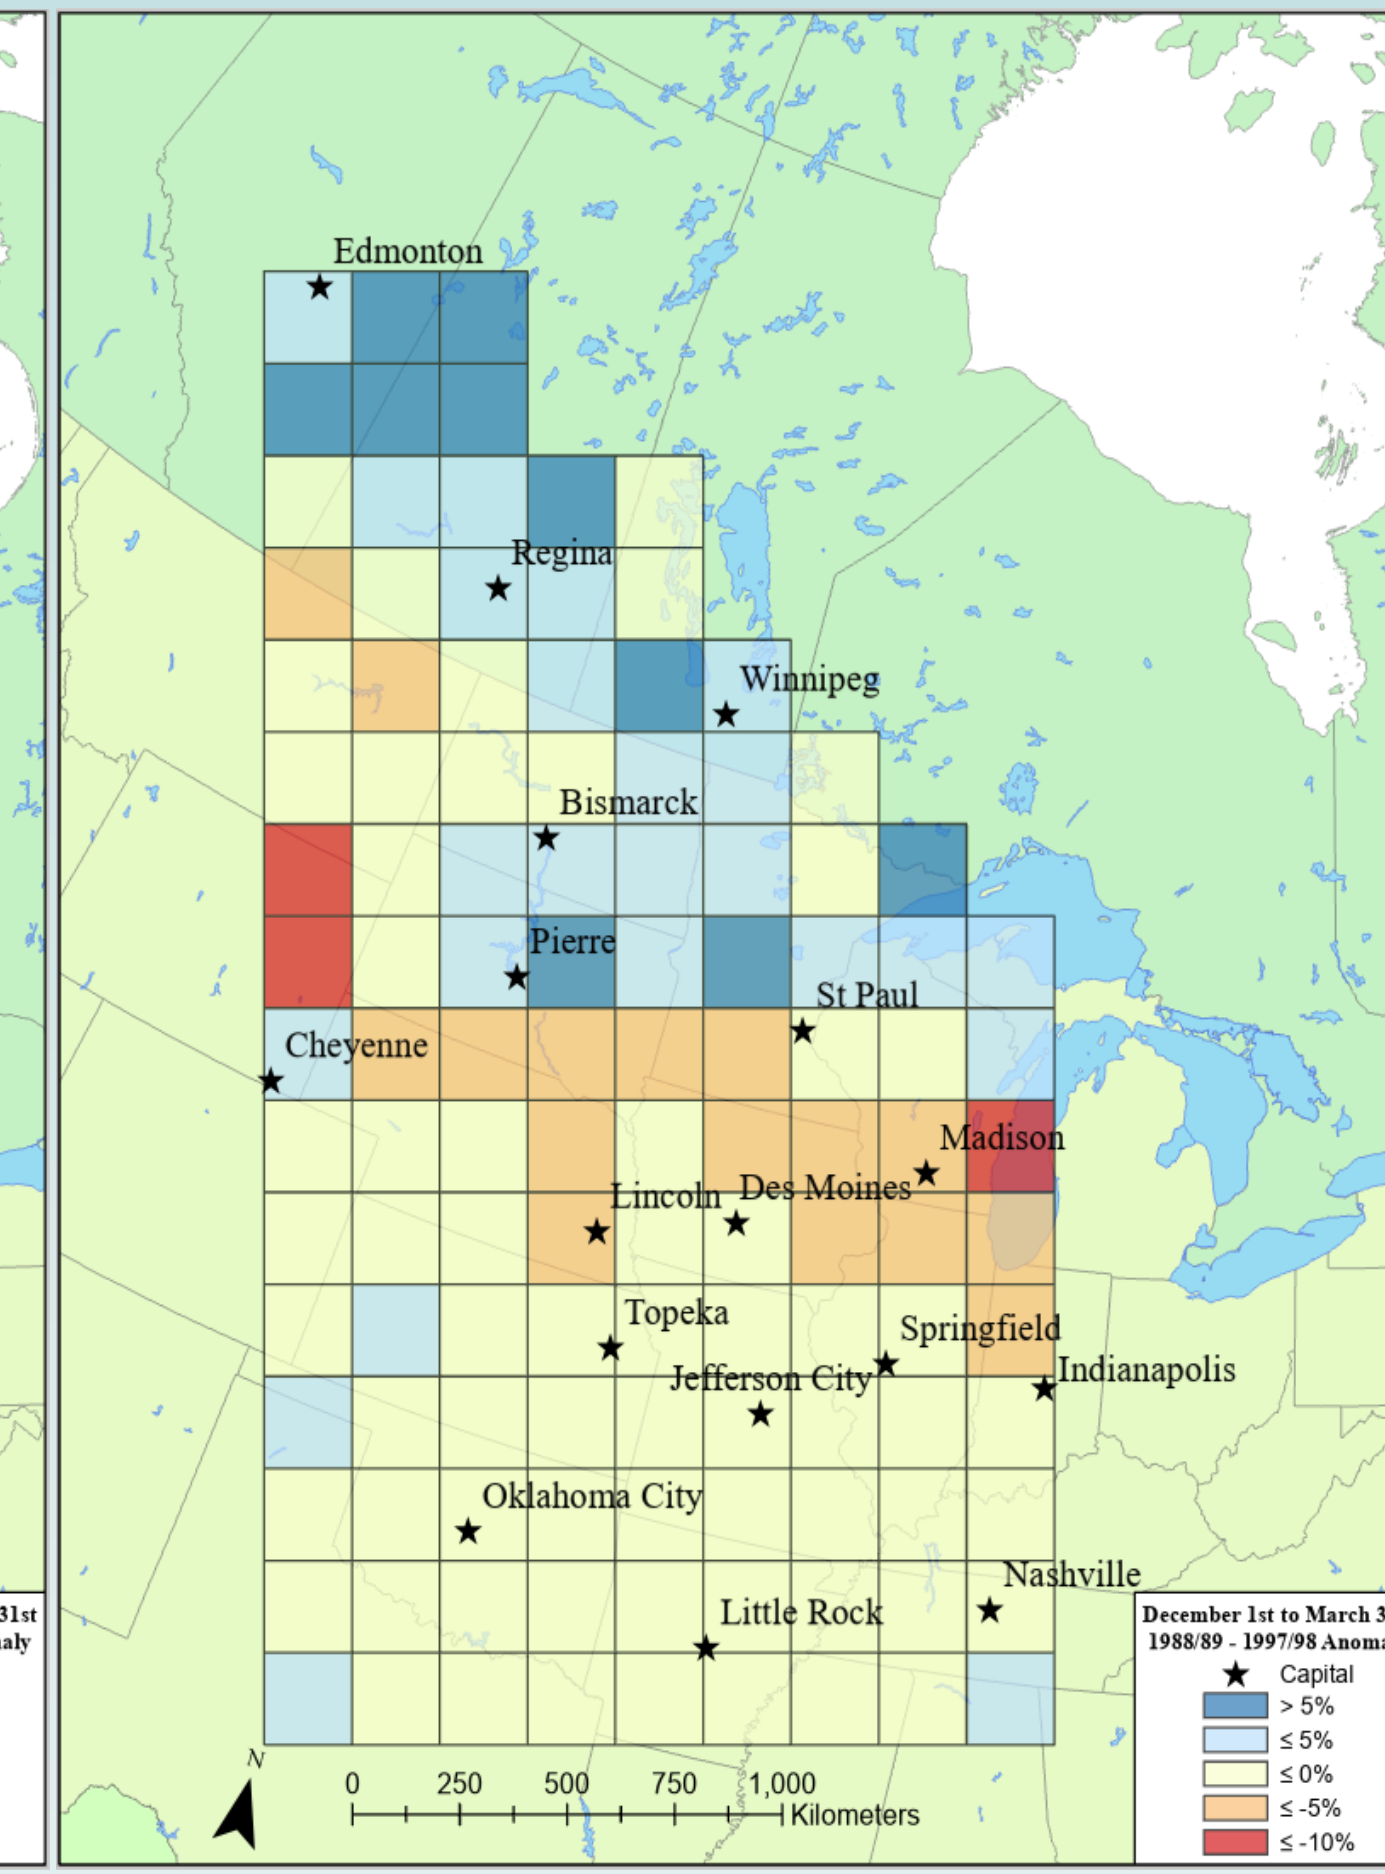 Edmonton
Regina
Winnipeg
Bismarck
Pierre
St Paul
Cheyenne
Madison
Des Moines
Lincoln
Topeka
Springfield
Indianapolis
Jefferson City
Oklahoma City
Nashville
Little Rock
31st
aly
December 1st to March 3
1988/89 - 1997/98 Anoma
Capital
> 5%
≤ 5%
≤ 0%
≤ -5%
≤ -10%
N
0 250 500 750 1,000
Kilometers